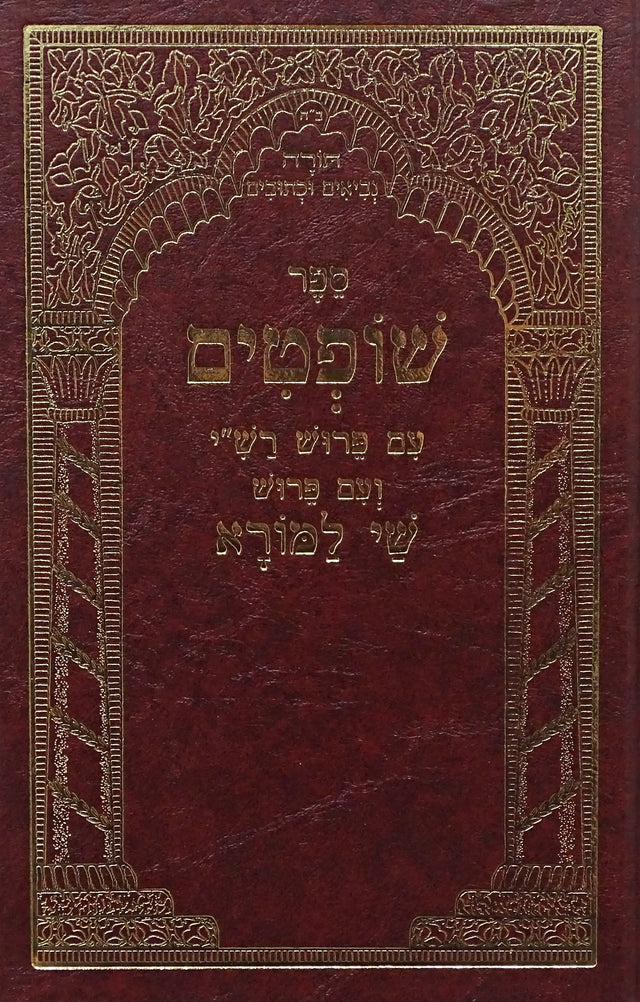 ב"ה
תורה
נביאים וכתובים
סֵפֶר
שׁוֹפְטִים
עִם פֵּרוּשׁ רַשִׁ"י
וְעִם פֵּרוּשׁ
שַׁי לַמּוֹרָא